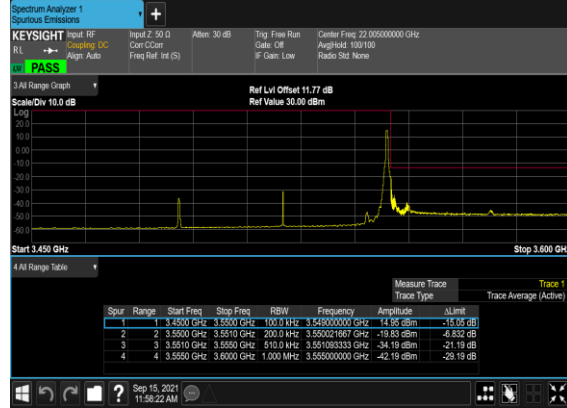 Spectrum Analyzer 1
Spurious Emissions
KEYSIGHT Input: RF Input Z: 50 Ω Atten: 30 dB Trig: Free Run Center Freq: 22.005000000 GHz
RL Coupling: DC Corr CCorr Gate: Off Avg|Hold: 100/100
Align: Auto Freq Ref: Int (S) IF Gain: Low Radio Std: None
PASS
3 All Range Graph
Ref Lvl Offset 11.77 dB
Scale/Div 10.0 dB Ref Value 30.00 dBm
Log
20.0
10.0
0.00
-10.0
-20.0
-30.0
-40.0
-50.0
-60.0
Start 3.450 GHz Stop 3.600 GHz
4 All Range Table
Measure Trace Trace 1
Trace Type Trace Average (Active)
Spur Range Start Freq Stop Freq RBW Frequency Amplitude ΔLimit
1 1 3.4500 GHz 3.5500 GHz 100.0 kHz 3.549000000 GHz 14.95 dBm -15.05 dB
2 2 3.5500 GHz 3.5510 GHz 200.0 kHz 3.550021667 GHz -19.83 dBm -6.832 dB
3 3 3.5510 GHz 3.5550 GHz 510.0 kHz 3.551093333 GHz -34.19 dBm -21.19 dB
4 4 3.5550 GHz 3.6000 GHz 1.000 MHz 3.555000000 GHz -42.19 dBm -29.19 dB
Sep 15, 2021
11:58:22 AM